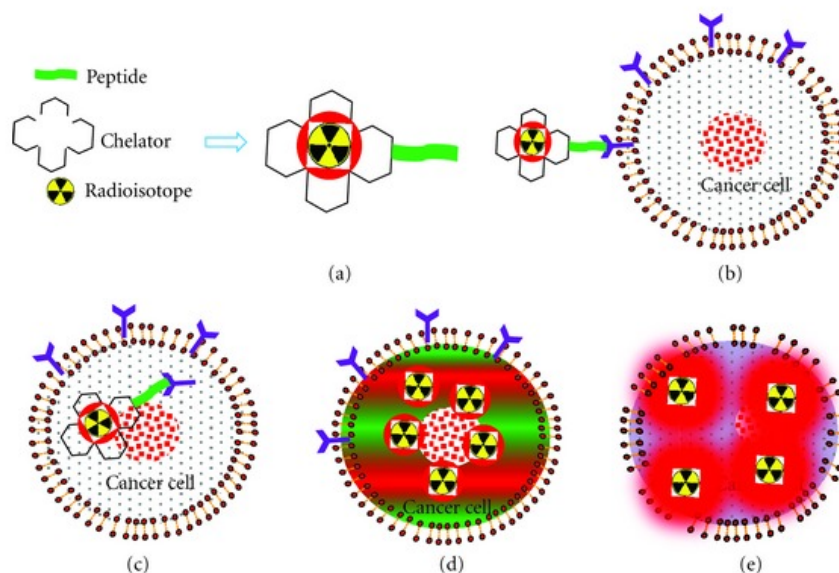 Peptide
Chelator
Radioisotope
Cancer cell
(a)
(b)
Cancer cell
Cancer cell
(c)
(d)
(e)